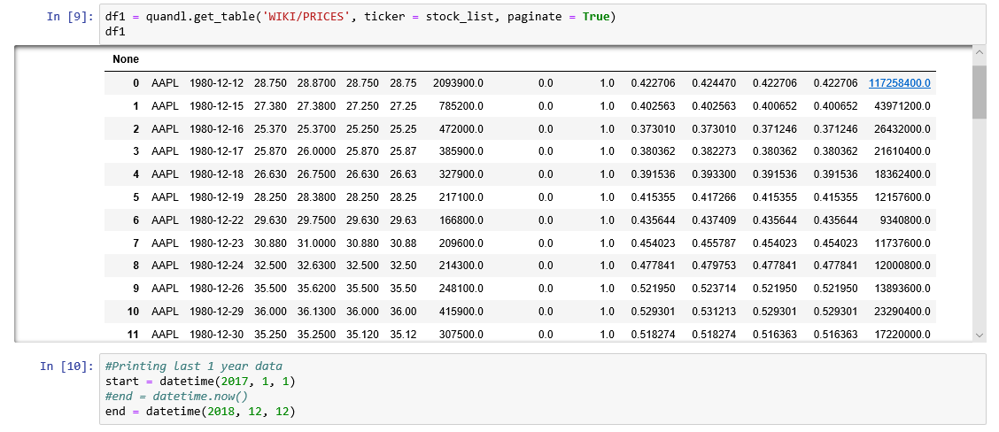 In [9]: df1 = quandl.get_table('WIKI/PRICES', ticker = stock_list, paginate = True)
df1
None
0 AAPL 1980-12-12 28.750 28.8700 28.750 28.75 2093900.0 0.0 1.0 0.422706 0.424470 0.422706 0.422706 117258400.0
1 AAPL 1980-12-15 27.380 27.3800 27.250 27.25 785200.0 0.0 1.0 0.402563 0.402563 0.400652 0.400652 43971200.0
2 AAPL 1980-12-16 25.370 25.3700 25.250 25.25 472000.0 0.0 1.0 0.373010 0.373010 0.371246 0.371246 26432000.0
3 AAPL 1980-12-17 25.870 26.0000 25.870 25.87 385900.0 0.0 1.0 0.380362 0.382273 0.380362 0.380362 21610400.0
4 AAPL 1980-12-18 26.630 26.7500 26.630 26.63 327900.0 0.0 1.0 0.391536 0.393300 0.391536 0.391536 18362400.0
5 AAPL 1980-12-19 28.250 28.3800 28.250 28.25 217100.0 0.0 1.0 0.415355 0.417266 0.415355 0.415355 12157600.0
6 AAPL 1980-12-22 29.630 29.7500 29.630 29.63 166800.0 0.0 1.0 0.435644 0.437409 0.435644 0.435644 9340800.0
7 AAPL 1980-12-23 30.880 31.0000 30.880 30.88 209600.0 0.0 1.0 0.454023 0.455787 0.454023 0.454023 11737600.0
8 AAPL 1980-12-24 32.500 32.6300 32.500 32.50 214300.0 0.0 1.0 0.477841 0.479753 0.477841 0.477841 12000800.0
9 AAPL 1980-12-26 35.500 35.6200 35.500 35.50 248100.0 0.0 1.0 0.521950 0.523714 0.521950 0.521950 13893600.0
10 AAPL 1980-12-29 36.000 36.1300 36.000 36.00 415900.0 0.0 1.0 0.529301 0.531213 0.529301 0.529301 23290400.0
11 AAPL 1980-12-30 35.250 35.2500 35.120 35.12 307500.0 0.0 1.0 0.518274 0.518274 0.516363 0.516363 17220000.0
In [10]: #Printing last 1 year data
start = datetime(2017, 1, 1)
#end = datetime.now()
end = datetime(2018, 12, 12)